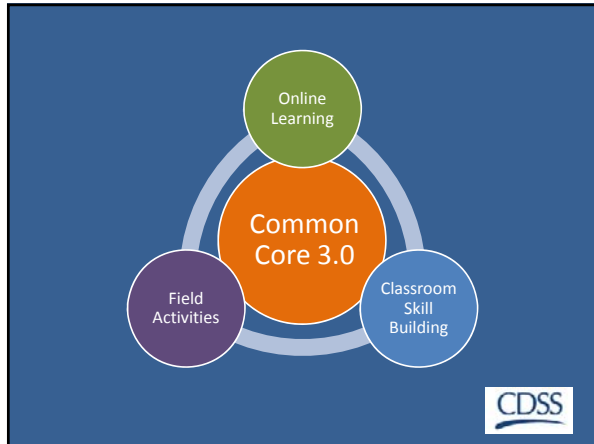 Online
Learning
Common
Core 3.0
Field
Activities
Classroom
Skill
Building
CDSS